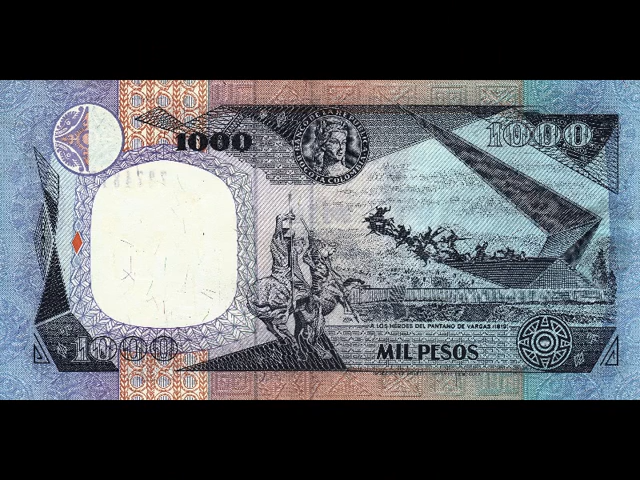 1000
1000
BANCO DE LA REPUBLICA
BOGOTA COLOMBIA
A LOS HEROES DEL PANTANO DE VARGAS (1819)
1000
MIL PESOS